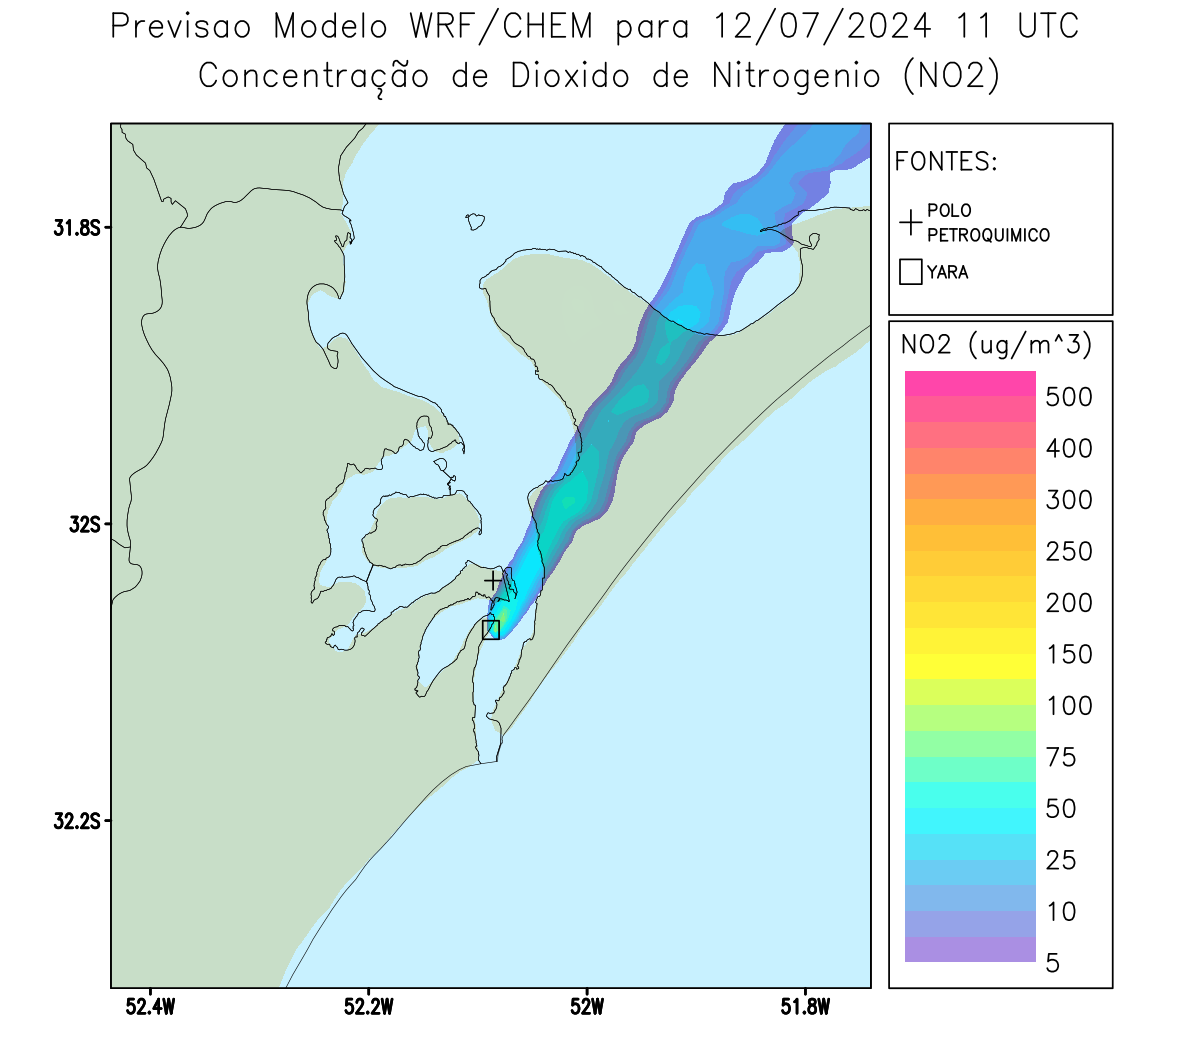 Previsao Modelo WRF/CHEM para 12/07/2024 11 UTC
Concentração de Dioxido de Nitrogenio (NO2)
FONTES:
POLO
PETROQUIMICO
YARA
31.8S
32S
32.2S
52.4W
52.2W
52W
51.8W
NO2 (ug/m^3)
500
400
300
250
200
150
100
75
50
25
10
5